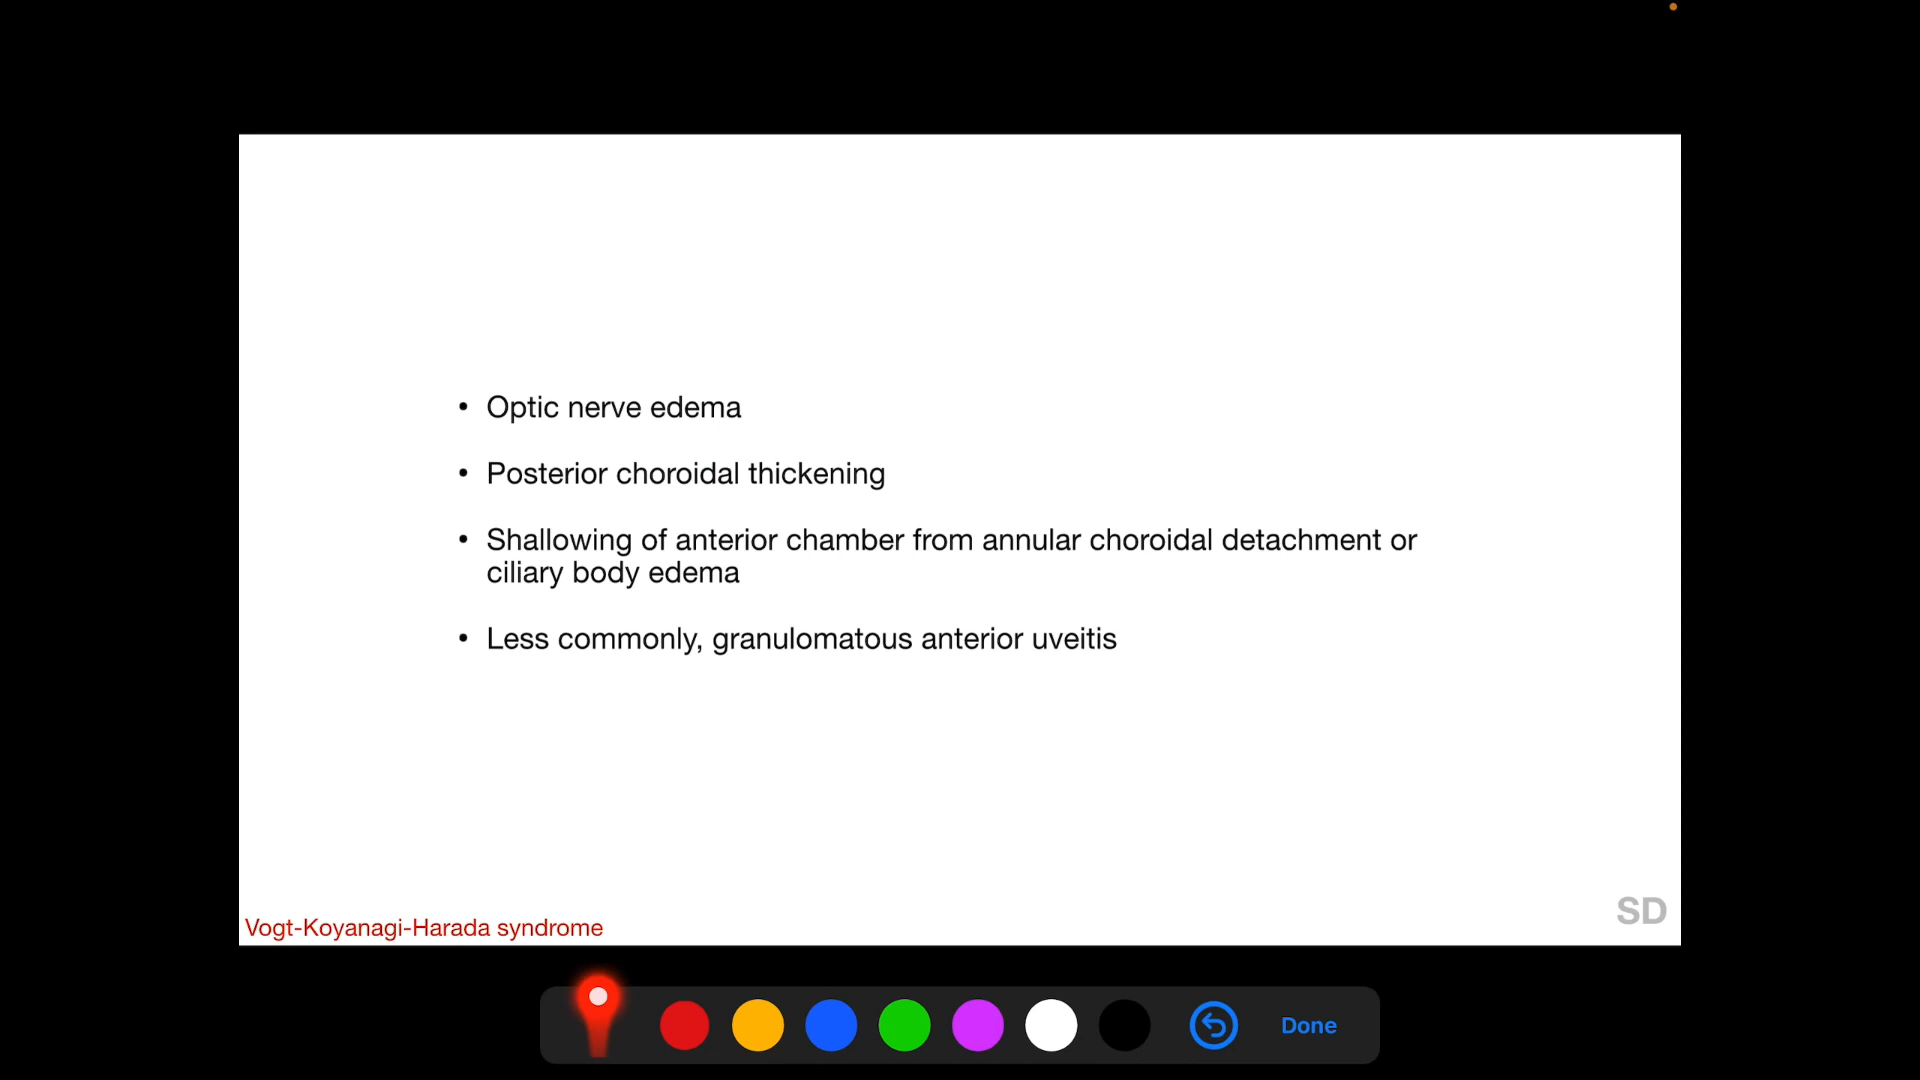 • Optic nerve edema
• Posterior choroidal thickening
• Shallowing of anterior chamber from annular choroidal detachment or
ciliary body edema
• Less commonly, granulomatous anterior uveitis
SD
Vogt-Koyanagi-Harada syndrome
Done